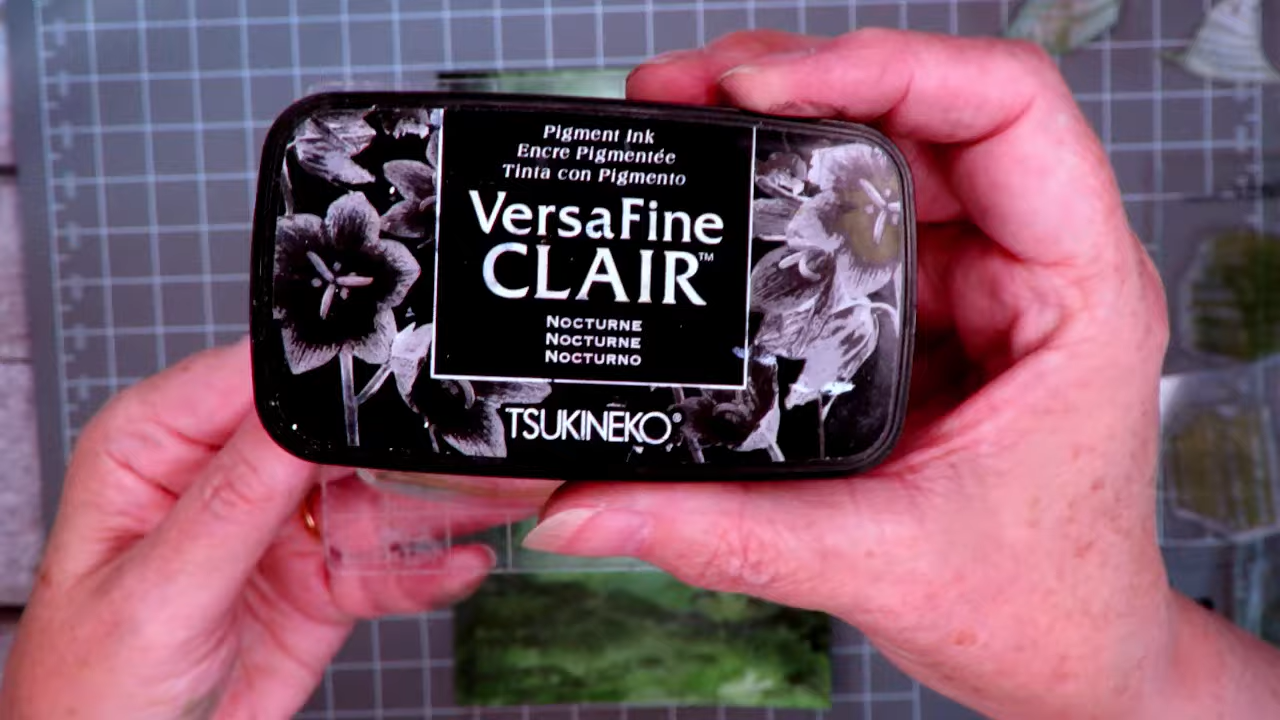 Pigment Ink
Encre Pigmentée
Tinta con Pigmento
VersaFine
CLAIR™
NOCTURNE
NOCTURNE
NOCTURNO
TSUKINEKO®